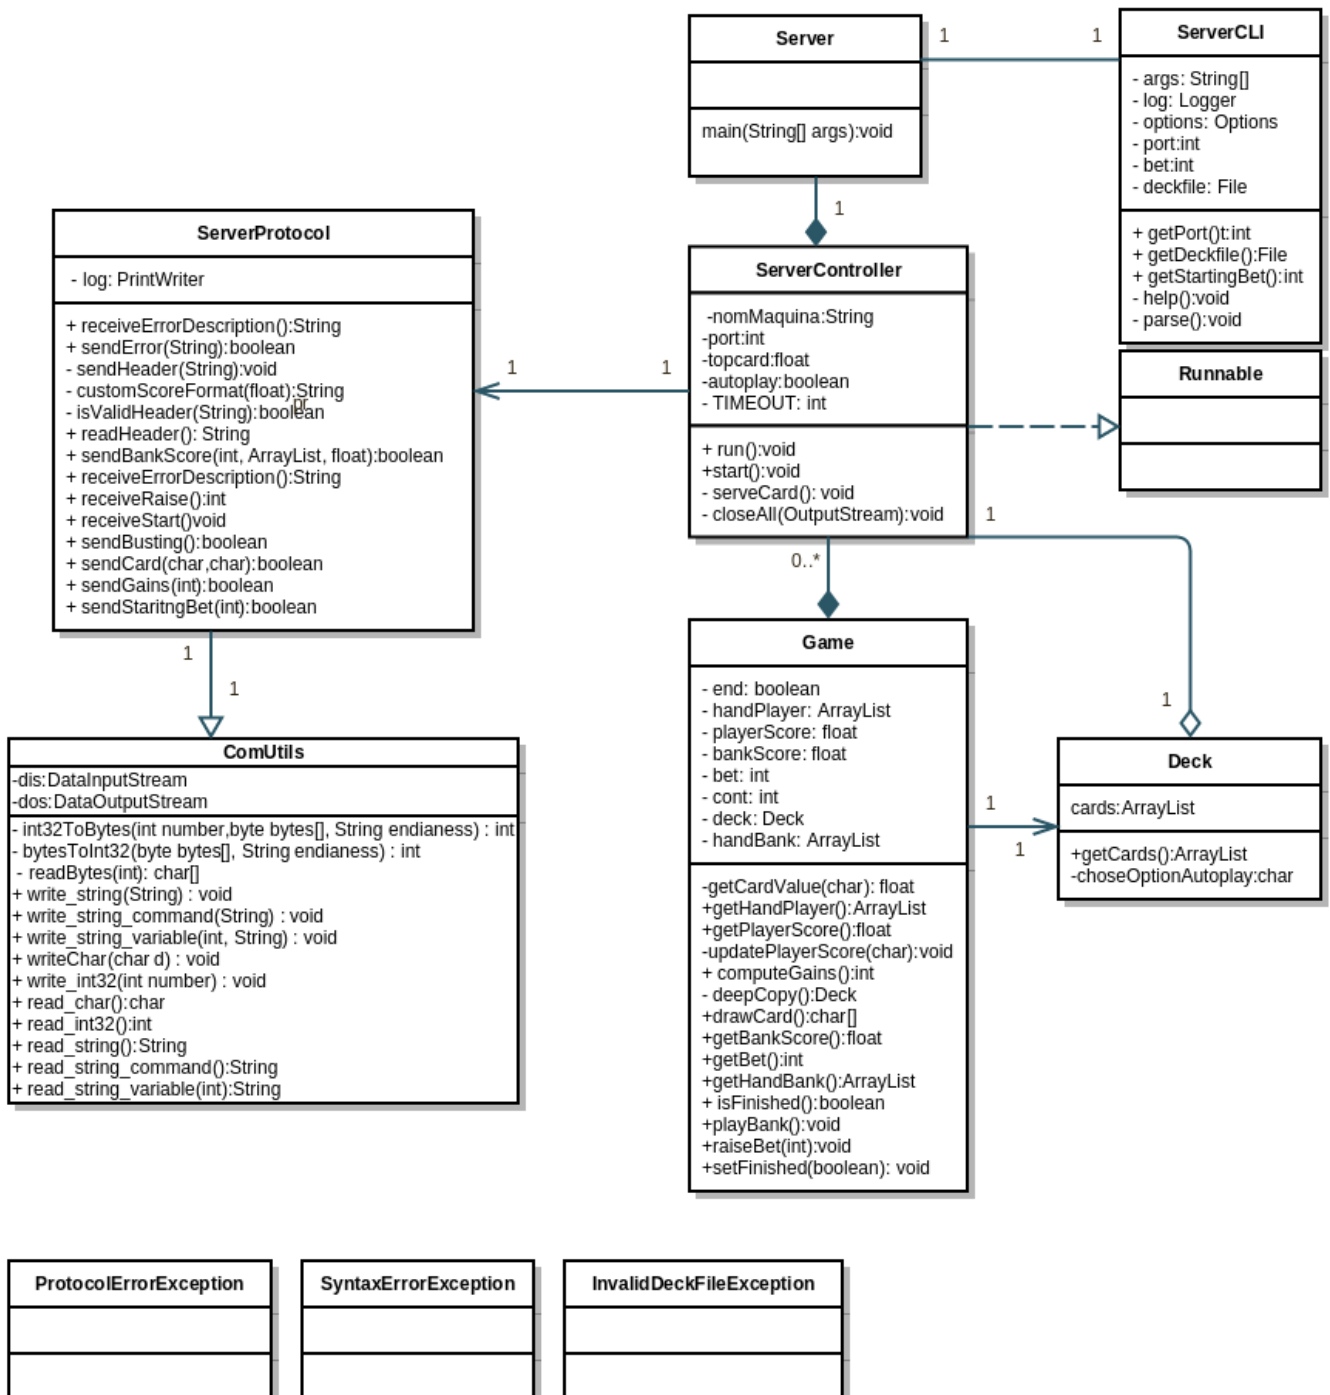 Server
main(String[] args):void
1
1
ServerCLI
- args: String[]
- log: Logger
- options: Options
- port:int
- bet:int
- deckfile: File
+ getPort()t:int
+ getDeckfile():File
+ getStartingBet():int
- help():void
- parse():void
1
ServerProtocol
- log: PrintWriter
+ receiveErrorDescription():String
+ sendError(String):boolean
- sendHeader(String):void
- customScoreFormat(float):String
pr
- isValidHeader(String):boolean
+ readHeader(): String
+ sendBankScore(int, ArrayList, float):boolean
+ receiveErrorDescription():String
+ receiveRaise():int
+ receiveStart()void
+ sendBusting():boolean
+ sendCard(char,char):boolean
+ sendGains(int):boolean
+ sendStaritngBet(int):boolean
1
1
ServerController
-nomMaquina:String
-port:int
-topcard:float
-autoplay:boolean
- TIMEOUT: int
+ run():void
+start():void
- serveCard(): void
- closeAll(OutputStream):void
Runnable
1
0..*
1
1
1
ComUtils
-dis:DataInputStream
-dos:DataOutputStream
- int32ToBytes(int number,byte bytes[], String endianess) : int
- bytesToInt32(byte bytes[], String endianess) : int
- readBytes(int): char[]
+ write_string(String) : void
+ write_string_command(String) : void
+ write_string_variable(int, String) : void
+ writeChar(char d) : void
+ write_int32(int number) : void
+ read_char():char
+ read_int32():int
+ read_string():String
+ read_string_command():String
+ read_string_variable(int):String
Game
- end: boolean
- handPlayer: ArrayList
- playerScore: float
- bankScore: float
- bet: int
- cont: int
- deck: Deck
- handBank: ArrayList
-getCardValue(char): float
+getHandPlayer():ArrayList
+getPlayerScore():float
-updatePlayerScore(char):void
+ computeGains():int
- deepCopy():Deck
+drawCard():char[]
+getBankScore():float
+getBet():int
+getHandBank():ArrayList
+ isFinished():boolean
+playBank():void
+raiseBet(int):void
+setFinished(boolean): void
1
1
Deck
cards:ArrayList
+getCards():ArrayList
-choseOptionAutoplay:char
ProtocolErrorException
SyntaxErrorException
InvalidDeckFileException